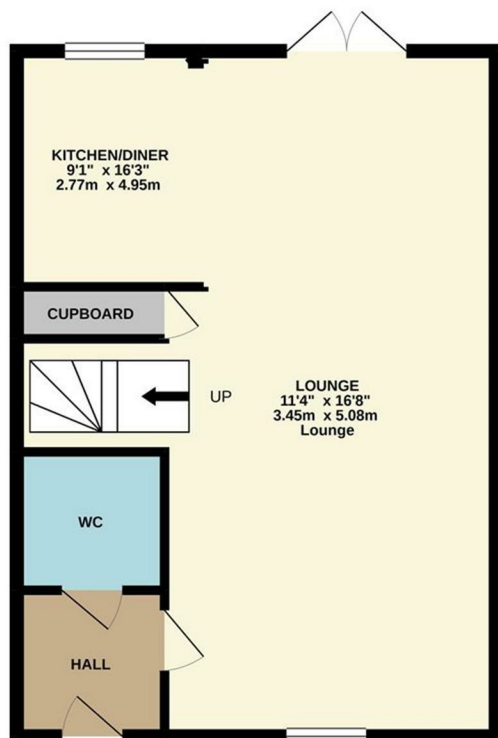 KITCHEN/DINER
9'1" x 16'3"
2.77m x 4.95m
CUPBOARD
UP
LOUNGE
11'4" x 16'8"
3.45m x 5.08m
Lounge
WC
HALL